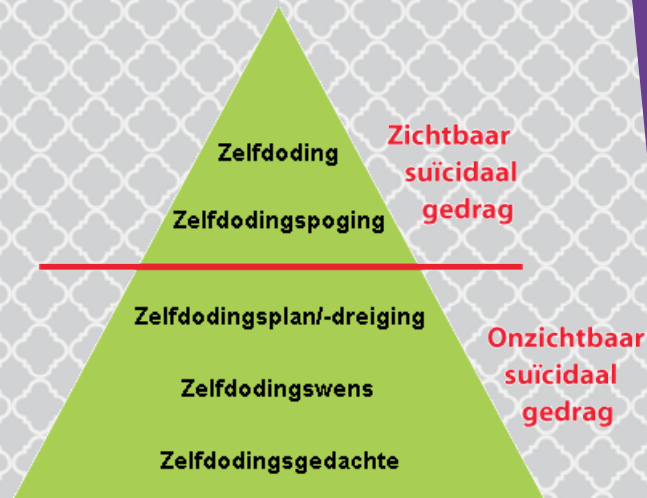 Zelfdoding
Zelfdodingspoging
Zichtbaar
suïcidaal
gedrag
Zelfdodingsplan/-dreiging
Zelfdodingswens
Zelfdodingsgedachte
Onzichtbaar
suïcidaal
gedrag